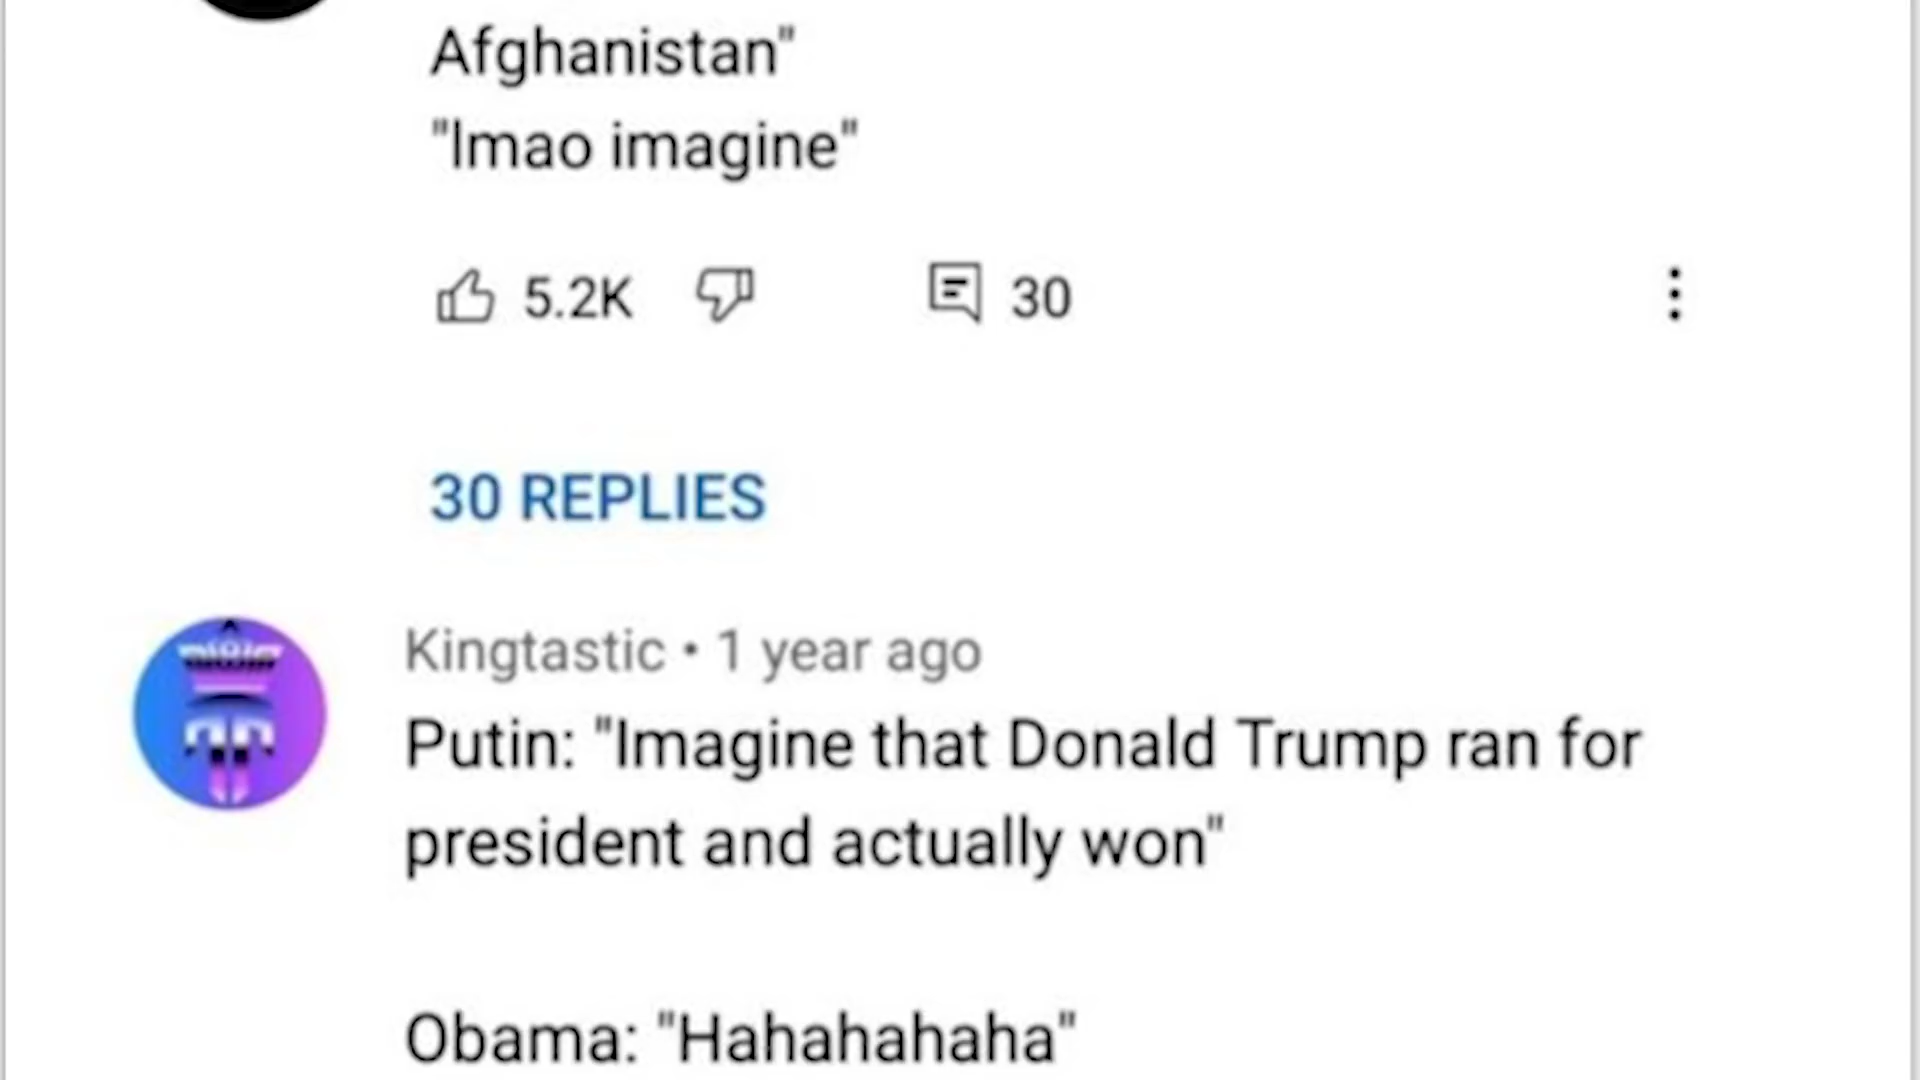 Afghanistan"
"lmao imagine"
5.2K 30
30 REPLIES
Kingtastic • 1 year ago
Putin: "Imagine that Donald Trump ran for
president and actually won"
Obama: "Hahahahaha"